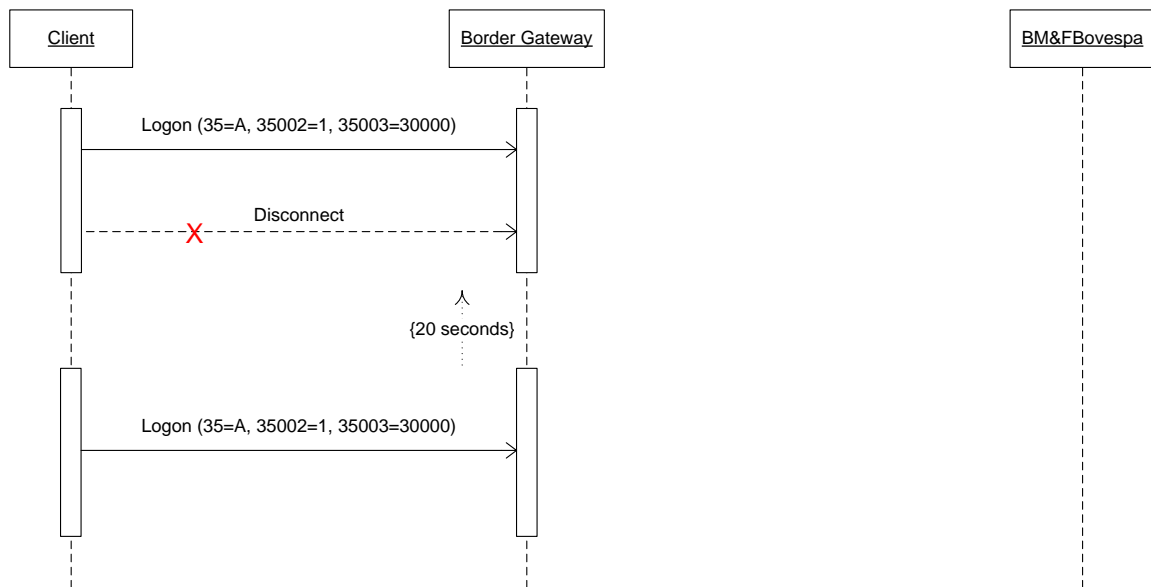 Client
Border Gateway
BM&FBovespa
Logon (35=A, 35002=1, 35003=30000)
Disconnect
X
{20 seconds}
Logon (35=A, 35002=1, 35003=30000)